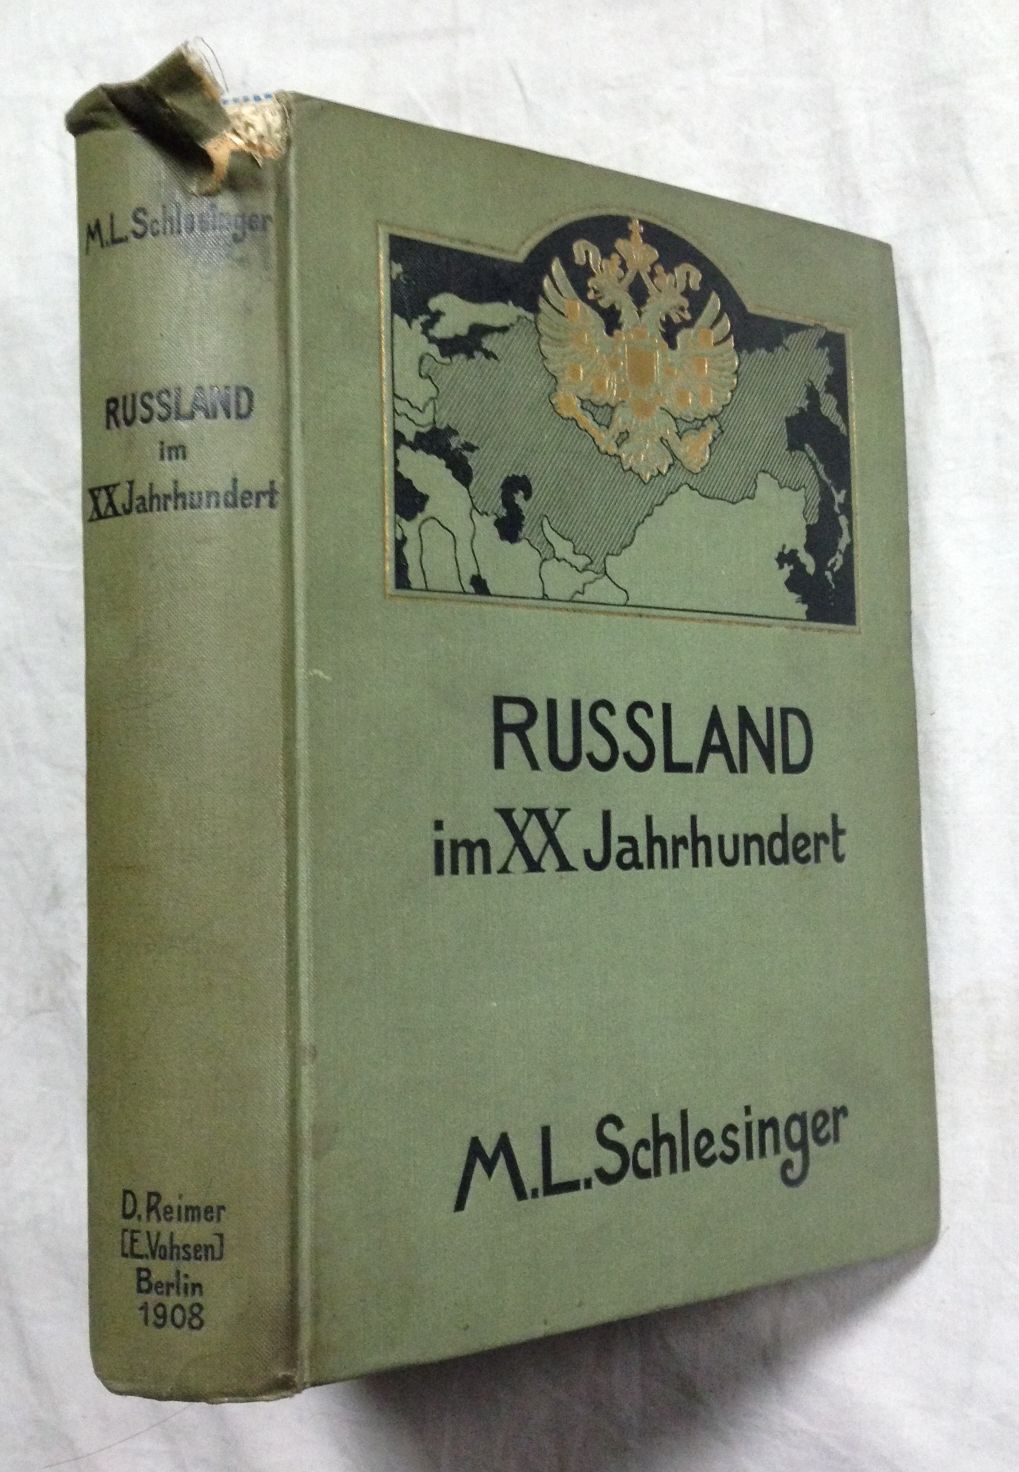 M.L. Schlesinger
RUSSLAND
im
XX Jahrhundert
D. Reimer
[E. Vohsen]
Berlin
1908
RUSSLAND
im XX Jahrhundert
M.L. Schlesinger